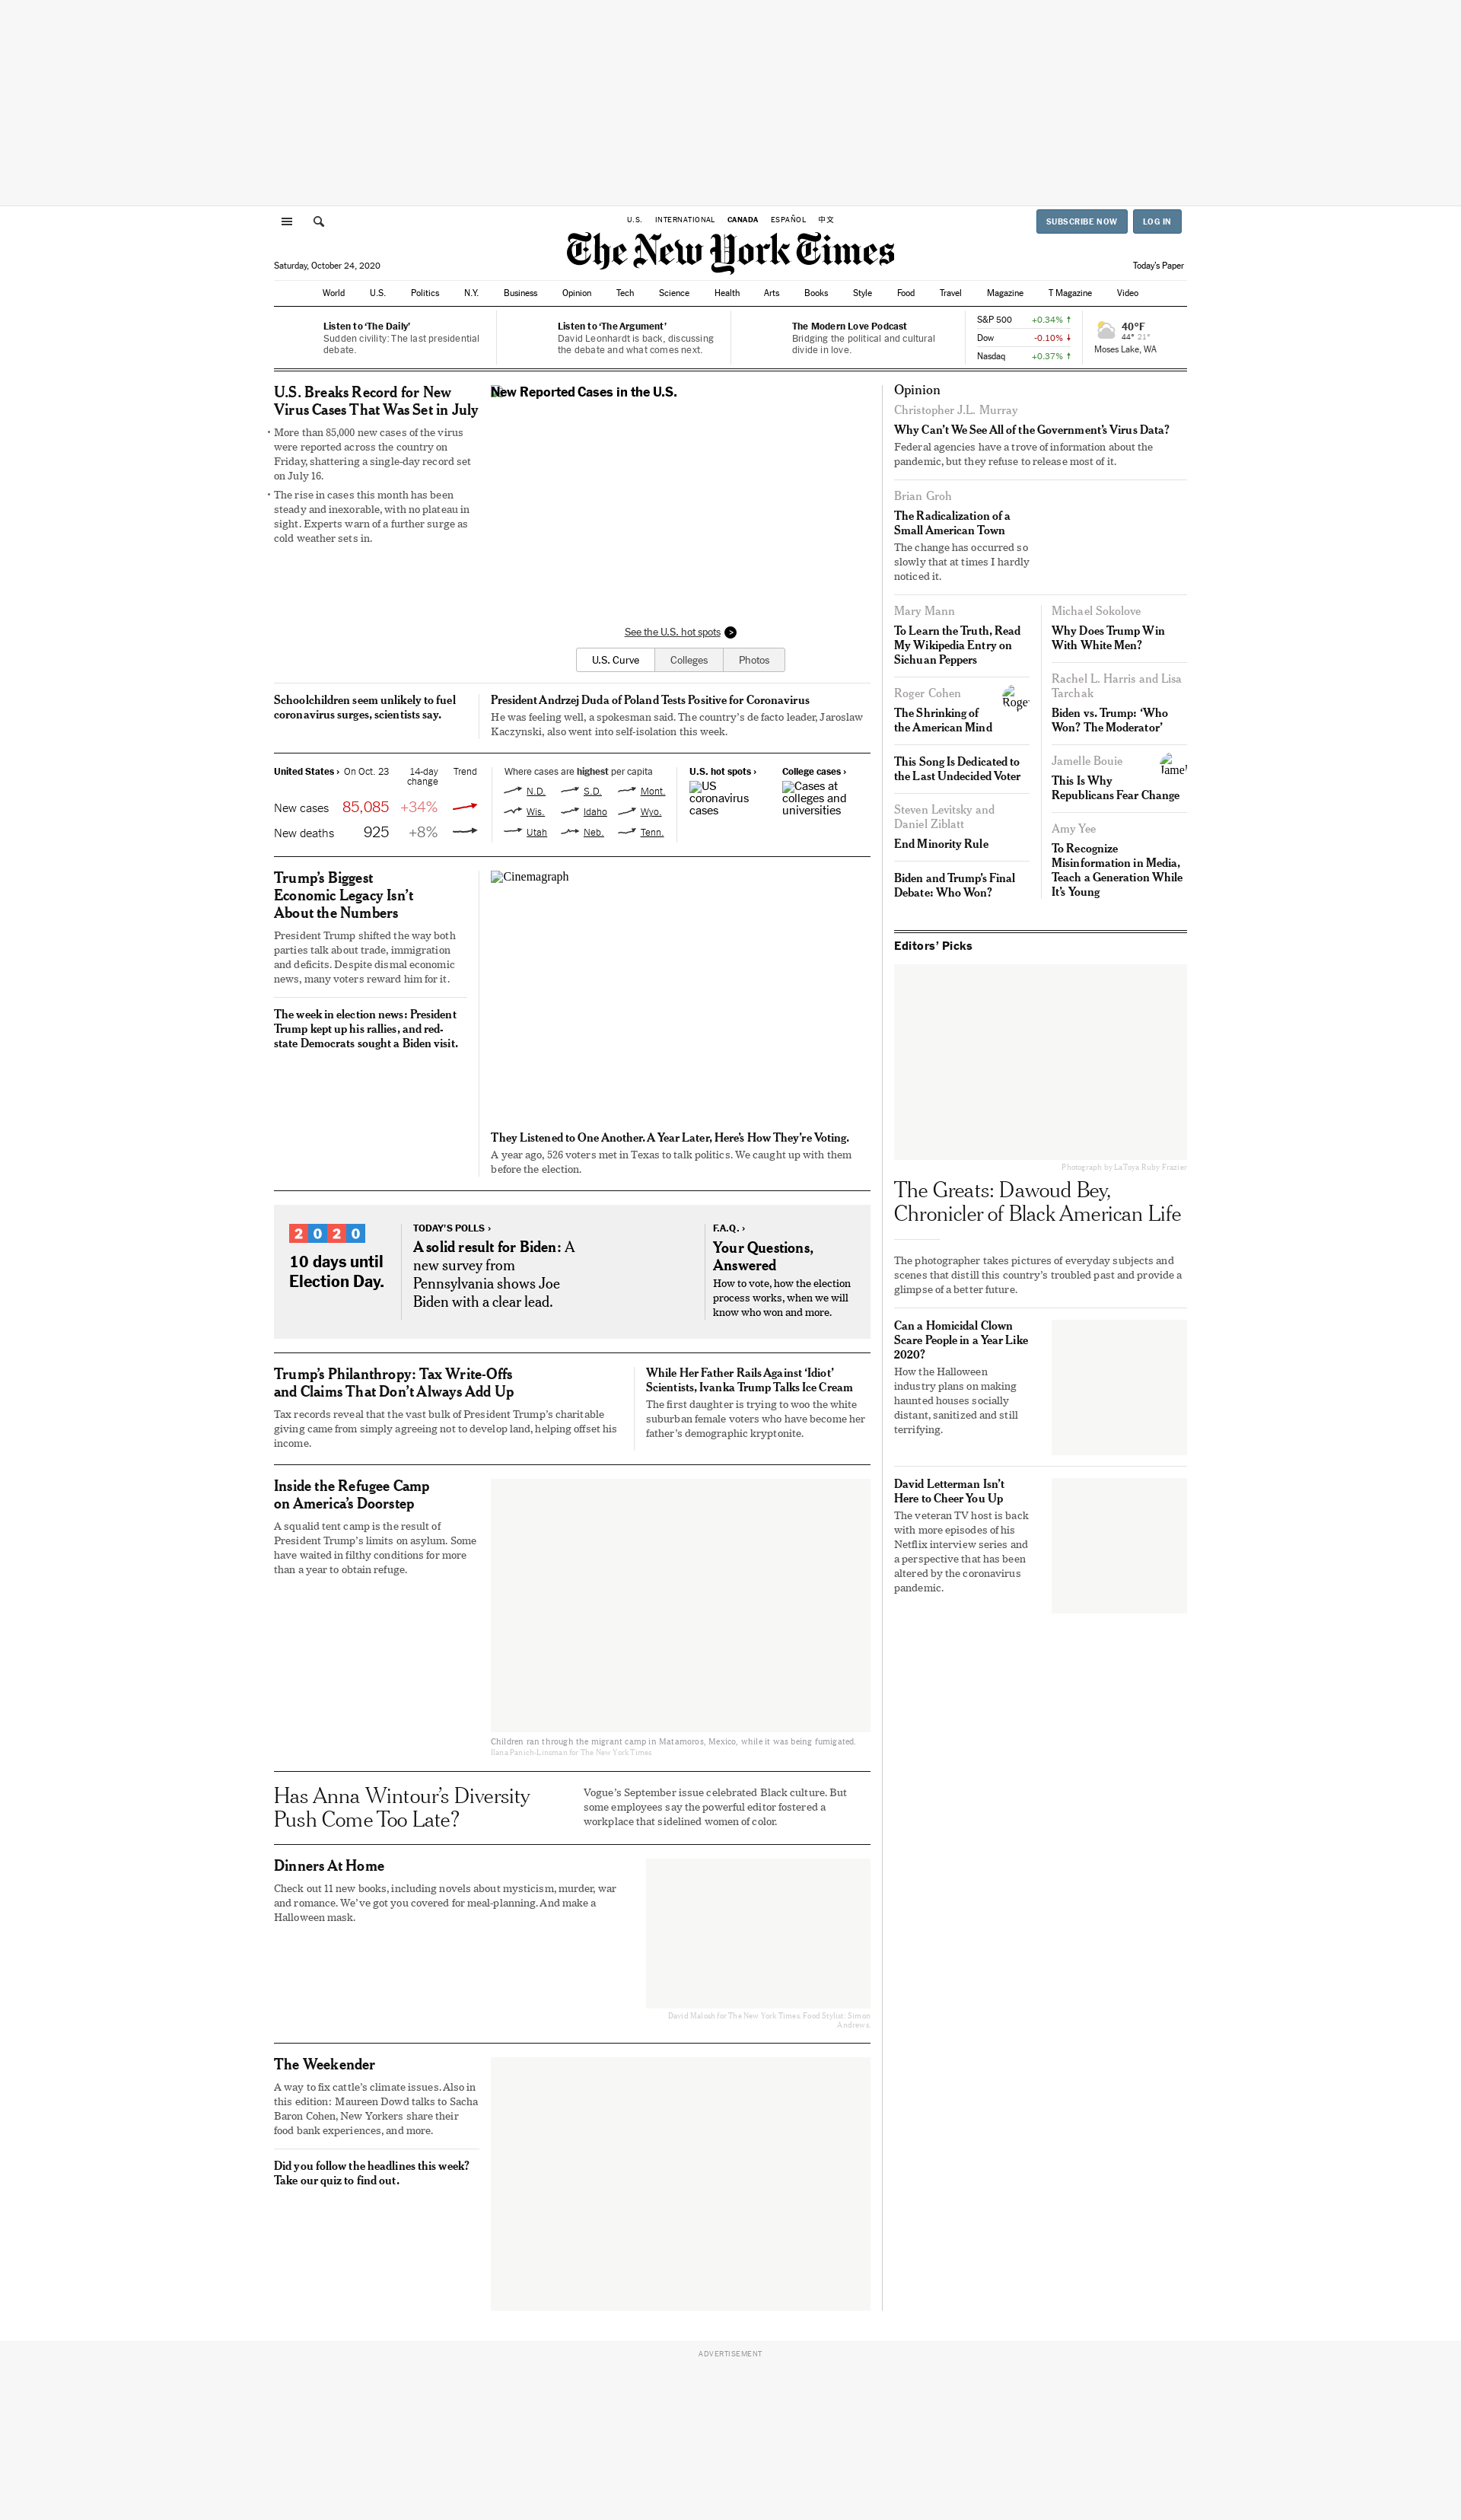 U.S.
INTERNATIONAL
CANADA
ESPAÑOL
中文
SUBSCRIBE NOW
LOG IN
The New York Times
Saturday, October 24, 2020
Today's Paper
World
U.S.
Politics
N.Y.
Business
Opinion
Tech
Science
Health
Arts
Books
Style
Food
Travel
Magazine
T Magazine
Video
Listen to ‘The Daily’
Sudden civility: The last presidential
debate.
Listen to ‘The Argument’
David Leonhardt is back, discussing
the debate and what comes next.
The Modern Love Podcast
Bridging the political and cultural
divide in love.
S&P 500 +0.34% ↑
Dow -0.10% ↓
Nasdaq +0.37% ↑
40°F
44° 21°
Moses Lake, WA
U.S. Breaks Record for New
Virus Cases That Was Set in July
• More than 85,000 new cases of the virus
were reported across the country on
Friday, shattering a single-day record set
on July 16.
• The rise in cases this month has been
steady and inexorable, with no plateau in
sight. Experts warn of a further surge as
cold weather sets in.
New Reported Cases in the U.S.
See the U.S. hot spots >
U.S. Curve
Colleges
Photos
Schoolchildren seem unlikely to fuel
coronavirus surges, scientists say.
President Andrzej Duda of Poland Tests Positive for Coronavirus
He was feeling well, a spokesman said. The country’s de facto leader, Jaroslaw
Kaczynski, also went into self-isolation this week.
United States › On Oct. 23 14-day Trend
change
New cases 85,085 +34%
New deaths 925 +8%
Where cases are highest per capita
N.D. S.D. Mont.
Wis. Idaho Wyo.
Utah Neb. Tenn.
U.S. hot spots ›
US
coronavirus
cases
College cases ›
Cases at
colleges and
universities
Trump’s Biggest
Economic Legacy Isn’t
About the Numbers
President Trump shifted the way both
parties talk about trade, immigration
and deficits. Despite dismal economic
news, many voters reward him for it.
The week in election news: President
Trump kept up his rallies, and red-
state Democrats sought a Biden visit.
Cinemagraph
They Listened to One Another. A Year Later, Here’s How They’re Voting.
A year ago, 526 voters met in Texas to talk politics. We caught up with them
before the election.
2020
10 days until
Election Day.
TODAY’S POLLS ›
A solid result for Biden: A
new survey from
Pennsylvania shows Joe
Biden with a clear lead.
F.A.Q. ›
Your Questions,
Answered
How to vote, how the election
process works, when we will
know who won and more.
Trump’s Philanthropy: Tax Write-Offs
and Claims That Don’t Always Add Up
Tax records reveal that the vast bulk of President Trump’s charitable
giving came from simply agreeing not to develop land, helping offset his
income.
While Her Father Rails Against ‘Idiot’
Scientists, Ivanka Trump Talks Ice Cream
The first daughter is trying to woo the white
suburban female voters who have become her
father’s demographic kryptonite.
Inside the Refugee Camp
on America’s Doorstep
A squalid tent camp is the result of
President Trump’s limits on asylum. Some
have waited in filthy conditions for more
than a year to obtain refuge.
Children ran through the migrant camp in Matamoros, Mexico, while it was being fumigated.
Ilana Panich-Linsman for The New York Times
Has Anna Wintour’s Diversity
Push Come Too Late?
Vogue’s September issue celebrated Black culture. But
some employees say the powerful editor fostered a
workplace that sidelined women of color.
Dinners At Home
Check out 11 new books, including novels about mysticism, murder, war
and romance. We’ve got you covered for meal-planning. And make a
Halloween mask.
David Malosh for The New York Times. Food Stylist: Simon
Andrews.
The Weekender
A way to fix cattle’s climate issues. Also in
this edition: Maureen Dowd talks to Sacha
Baron Cohen, New Yorkers share their
food bank experiences, and more.
Did you follow the headlines this week?
Take our quiz to find out.
Opinion
Christopher J.L. Murray
Why Can’t We See All of the Government’s Virus Data?
Federal agencies have a trove of information about the
pandemic, but they refuse to release most of it.
Brian Groh
The Radicalization of a
Small American Town
The change has occurred so
slowly that at times I hardly
noticed it.
Mary Mann
To Learn the Truth, Read
My Wikipedia Entry on
Sichuan Peppers
Roger Cohen
Roger
The Shrinking of
the American Mind
This Song Is Dedicated to
the Last Undecided Voter
Steven Levitsky and
Daniel Ziblatt
End Minority Rule
Biden and Trump’s Final
Debate: Who Won?
Michael Sokolove
Why Does Trump Win
With White Men?
Rachel L. Harris and Lisa
Tarchak
Biden vs. Trump: ‘Who
Won? The Moderator’
Jamelle Bouie
This Is Why
Republicans Fear Change
Amy Yee
To Recognize
Misinformation in Media,
Teach a Generation While
It’s Young
Editors’ Picks
Photograph by LaToya Ruby Frazier
The Greats: Dawoud Bey,
Chronicler of Black American Life
The photographer takes pictures of everyday subjects and
scenes that distill this country’s troubled past and provide a
glimpse of a better future.
Can a Homicidal Clown
Scare People in a Year Like
2020?
How the Halloween
industry plans on making
haunted houses socially
distant, sanitized and still
terrifying.
David Letterman Isn’t
Here to Cheer You Up
The veteran TV host is back
with more episodes of his
Netflix interview series and
a perspective that has been
altered by the coronavirus
pandemic.
ADVERTISEMENT